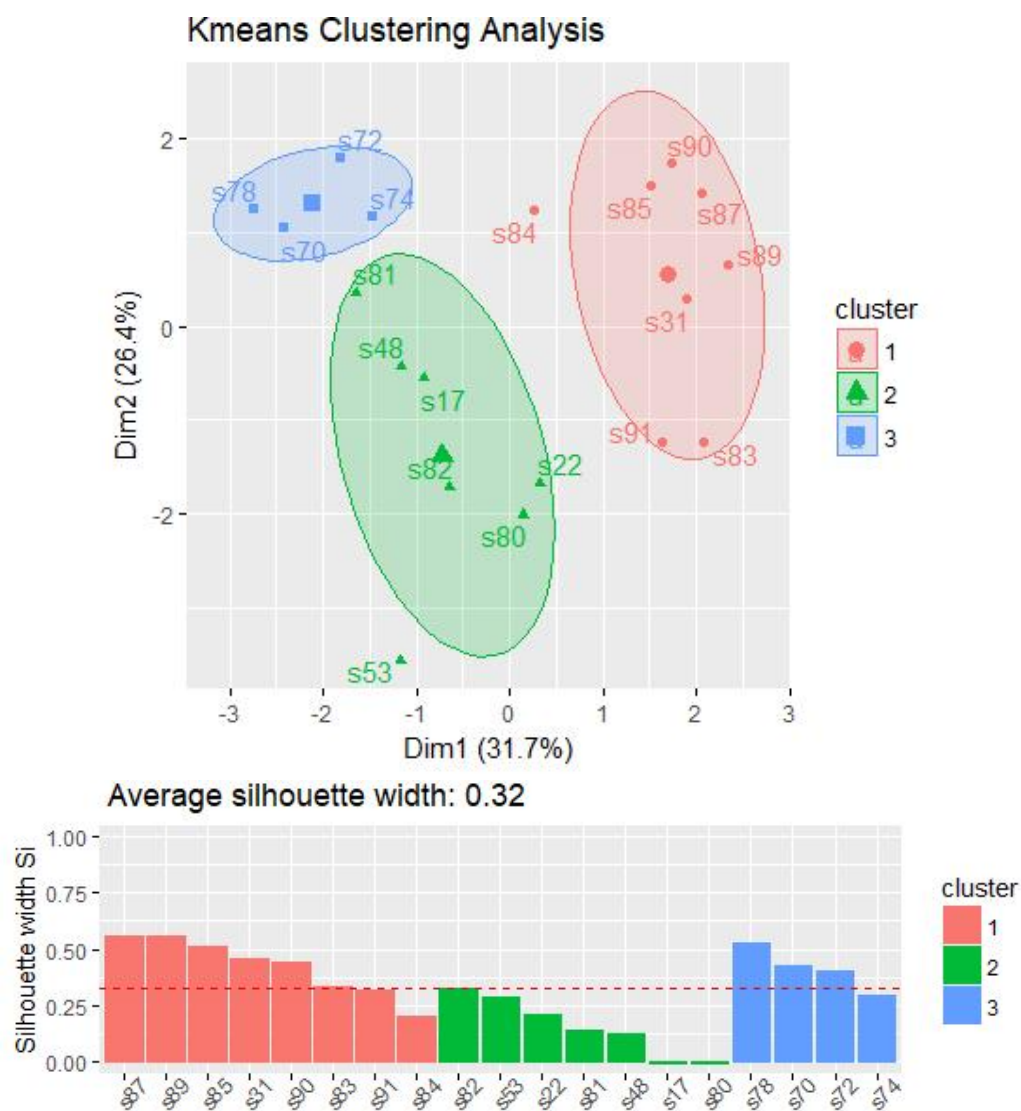 Kmeans Clustering Analysis
Dim2 (26.4%)
2
0
-2
s72
s78
s74
s70
s90
s85
s87
s84
s89
s31
s81
s48
s17
s91
s83
s82
s22
s80
s53
-3
-2
-1
0
1
2
3
Dim1 (31.7%)
cluster
1
2
3
Average silhouette width: 0.32
Silhouette width Si
1.00
0.75
0.50
0.25
0.00
s87
s89
s85
s31
s90
s83
s91
s84
s82
s53
s22
s81
s48
s17
s80
s78
s70
s72
s74
cluster
1
2
3